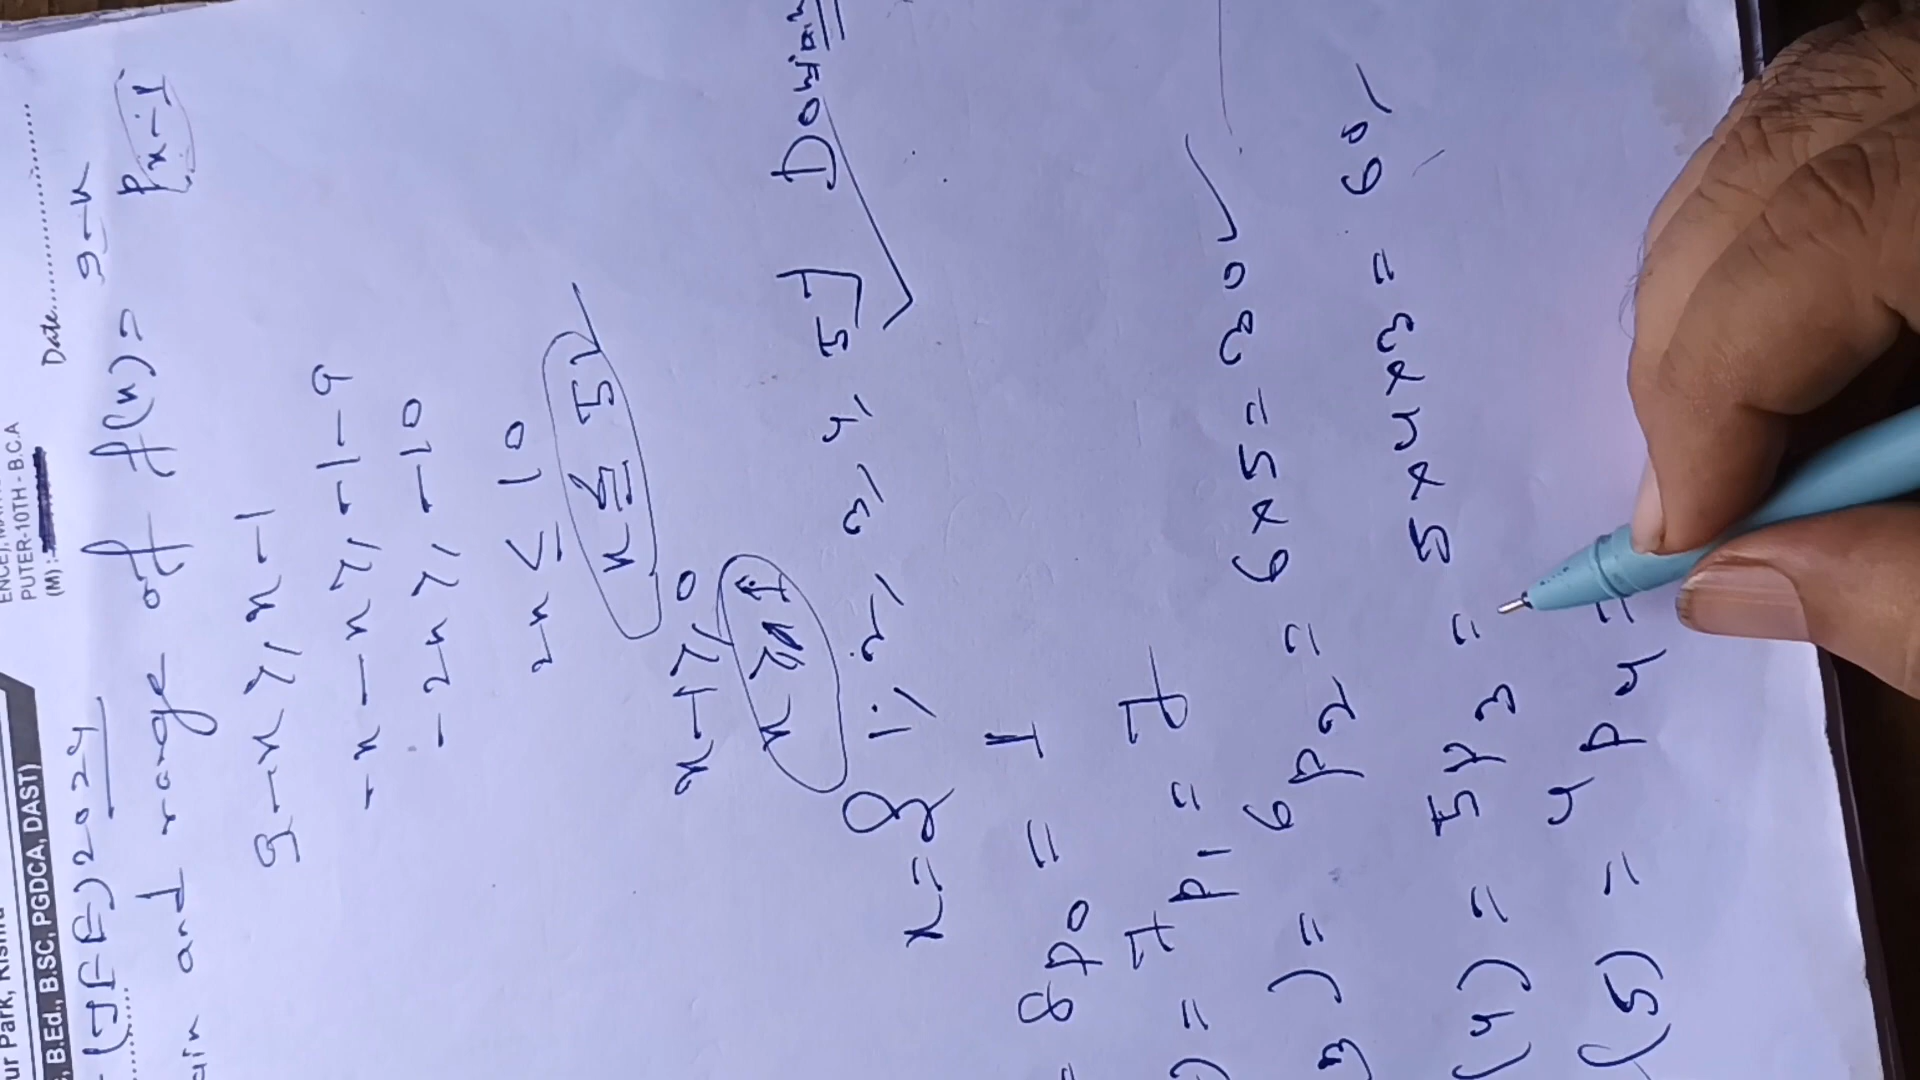 PUTER-10TH - B.C.A
, B.Ed., B.SC, PGDCA, DAST)
(M) :-
Date
(JEE) 2024
and range of f(x) = 9-x P x-1
9-x ≥ x-1
-x-x ≥ -1-9
-2x ≥ -10
2x ≤ 10
x ≤ 5
x-1 ≥ 0
x ≥ 1
x = { 1, 2, 3, 4, 5 } Domain
= 8P0 = 1
) = 7P1 = 7
3) = 6P2 = 6×5 = 30
(4) = 5P3 = 5×4×3 = 60
(5) = 4P4 =